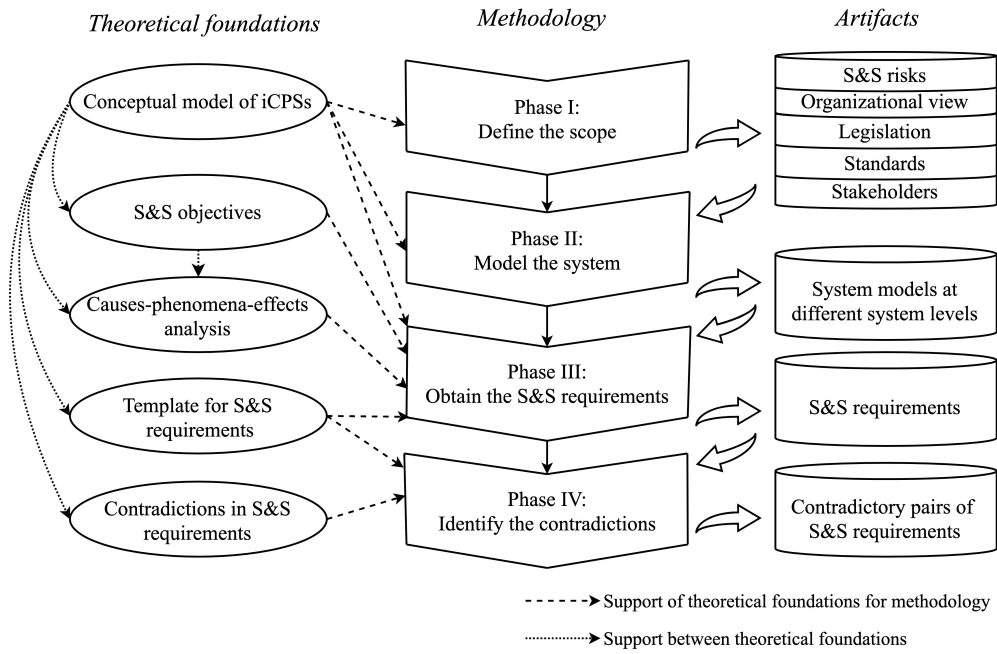 Theoretical foundations
Methodology
Artifacts
Conceptual model of iCPSs
S&S objectives
Causes-phenomena-effects
analysis
Template for S&S
requirements
Contradictions in S&S
requirements
Phase I:
Define the scope
Phase II:
Model the system
Phase III:
Obtain the S&S requirements
Phase IV:
Identify the contradictions
S&S risks
Organizational view
Legislation
Standards
Stakeholders
System models at
different system levels
S&S requirements
Contradictory pairs of
S&S requirements
Support of theoretical foundations for methodology
Support between theoretical foundations